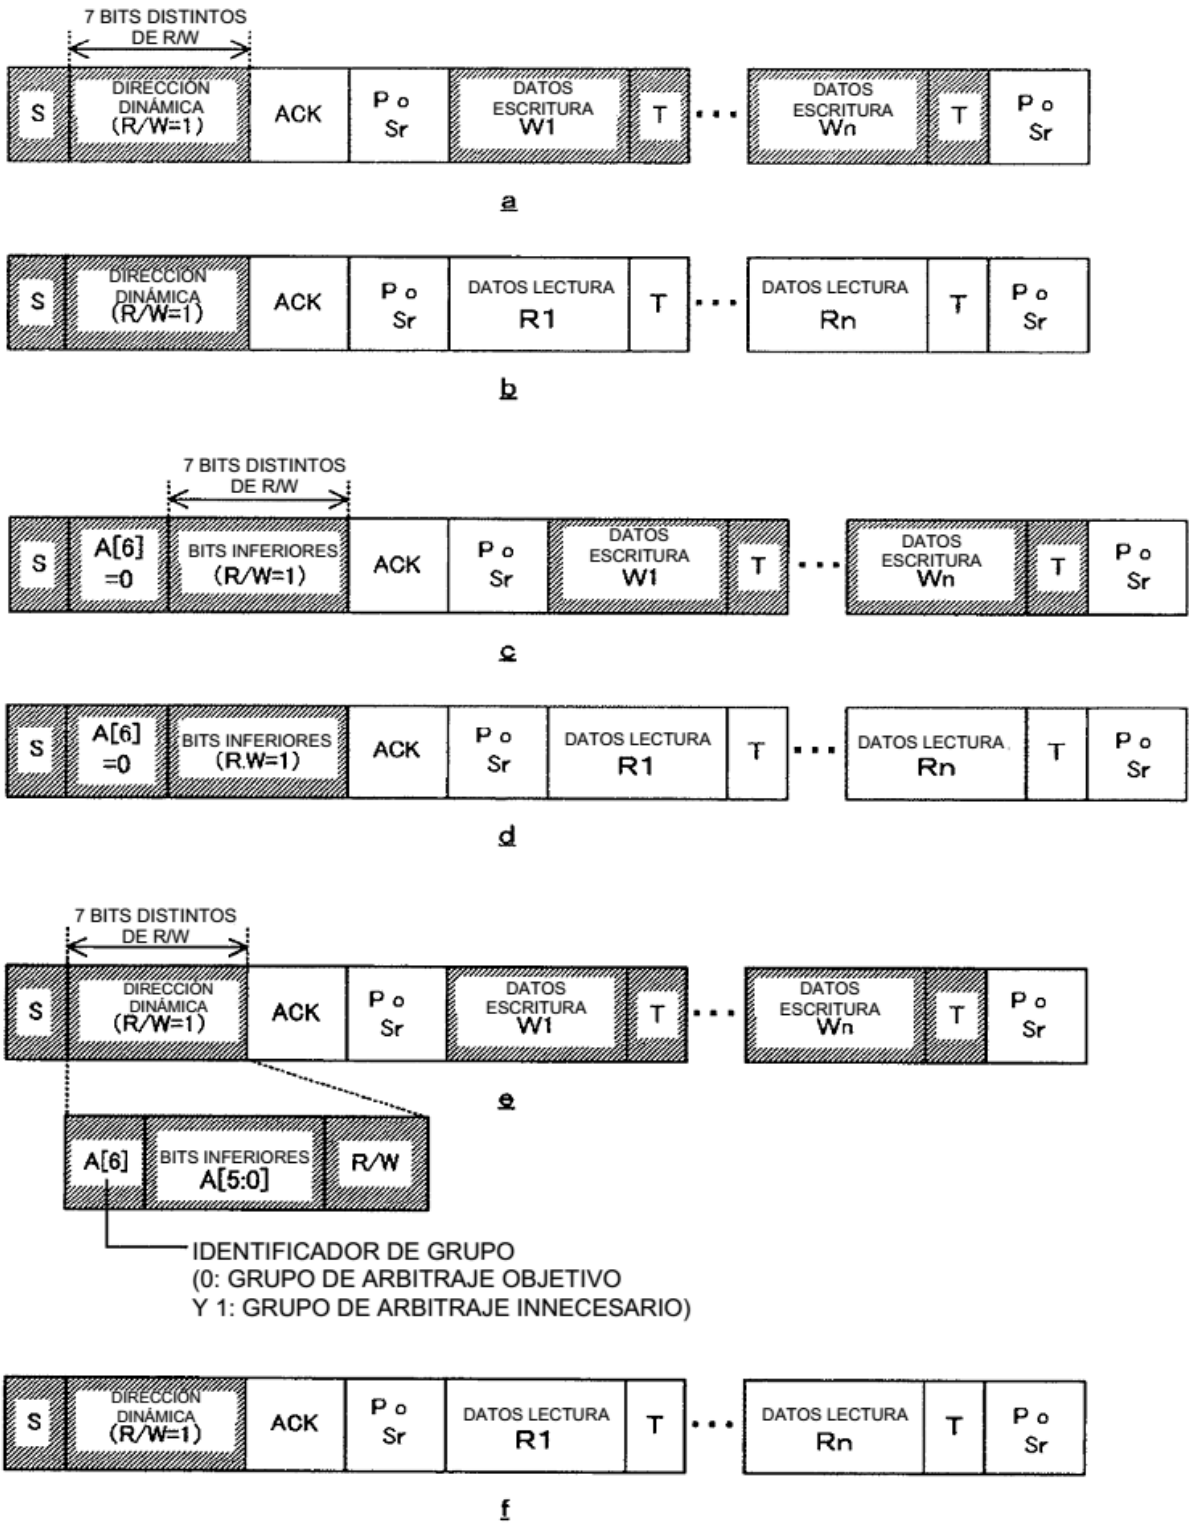 7 BITS DISTINTOS
DE R/W
S
DIRECCIÓN
DINÁMICA
(R/W=1)
ACK
P o
Sr
DATOS
ESCRITURA
W1
T
...
DATOS
ESCRITURA
Wn
T
P o
Sr
a
S
DIRECCIÓN
DINÁMICA
(R/W=1)
ACK
P o
Sr
DATOS LECTURA
R1
T
...
DATOS LECTURA
Rn
T
P o
Sr
b
7 BITS DISTINTOS
DE R/W
S
A[6]
=0
BITS INFERIORES
(R/W=1)
ACK
P o
Sr
DATOS
ESCRITURA
W1
T
...
DATOS
ESCRITURA
Wn
T
P o
Sr
c
S
A[6]
=0
BITS INFERIORES
(R.W=1)
ACK
P o
Sr
DATOS LECTURA
R1
T
...
DATOS LECTURA.
Rn
T
P o
Sr
d
7 BITS DISTINTOS
DE R/W
S
DIRECCIÓN
DINÁMICA
(R/W=1)
ACK
P o
Sr
DATOS
ESCRITURA
W1
T
...
DATOS
ESCRITURA
Wn
T
P o
Sr
e
A[6]
BITS INFERIORES
A[5:0]
R/W
IDENTIFICADOR DE GRUPO
(0: GRUPO DE ARBITRAJE OBJETIVO
Y 1: GRUPO DE ARBITRAJE INNECESARIO)
S
DIRECCIÓN
DINÁMICA
(R/W=1)
ACK
P o
Sr
DATOS LECTURA
R1
T
...
DATOS LECTURA
Rn
T
P o
Sr
f